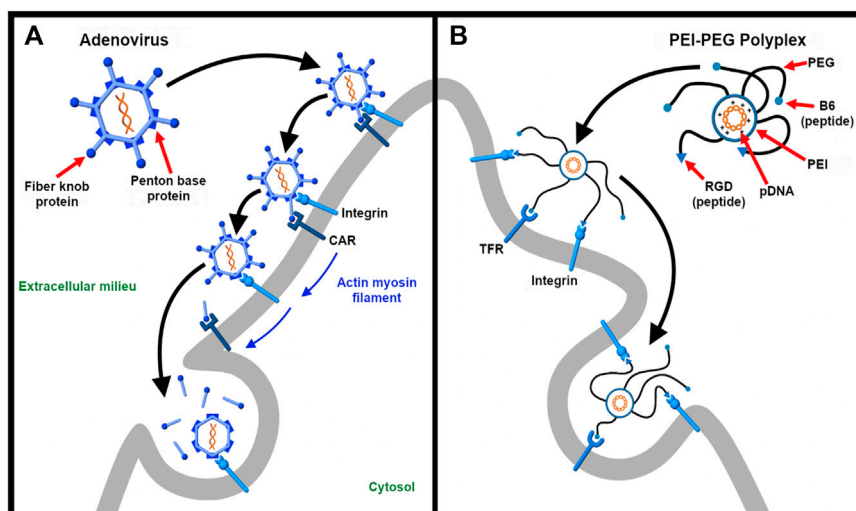 A
Adenovirus
Fiber knob
protein
Penton base
protein
Integrin
CAR
Extracellular milieu
Actin myosin
filament
Cytosol
B
PEI-PEG Polyplex
PEG
B6
(peptide)
PEI
pDNA
RGD
(peptide)
TFR
Integrin
+ + + + + +